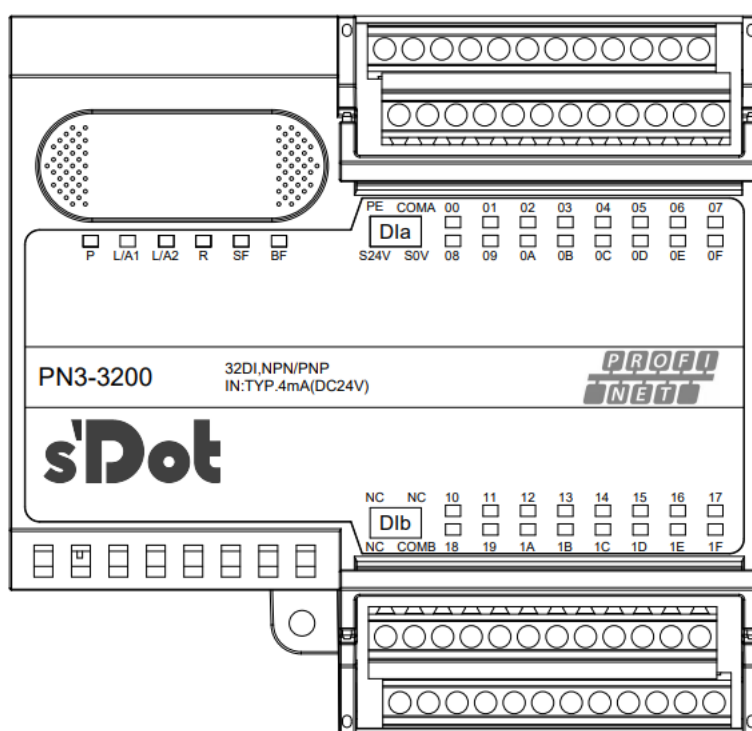 PE COMA 00 01 02 03 04 05 06 07
DIa
S24V S0V 08 09 0A 0B 0C 0D 0E 0F
P L/A1 L/A2 R SF BF
PN3-3200
32DI,NPN/PNP
IN:TYP.4mA(DC24V)
PROFI
NET
s'Dot
NC NC 10 11 12 13 14 15 16 17
DIb
NC COMB 18 19 1A 1B 1C 1D 1E 1F